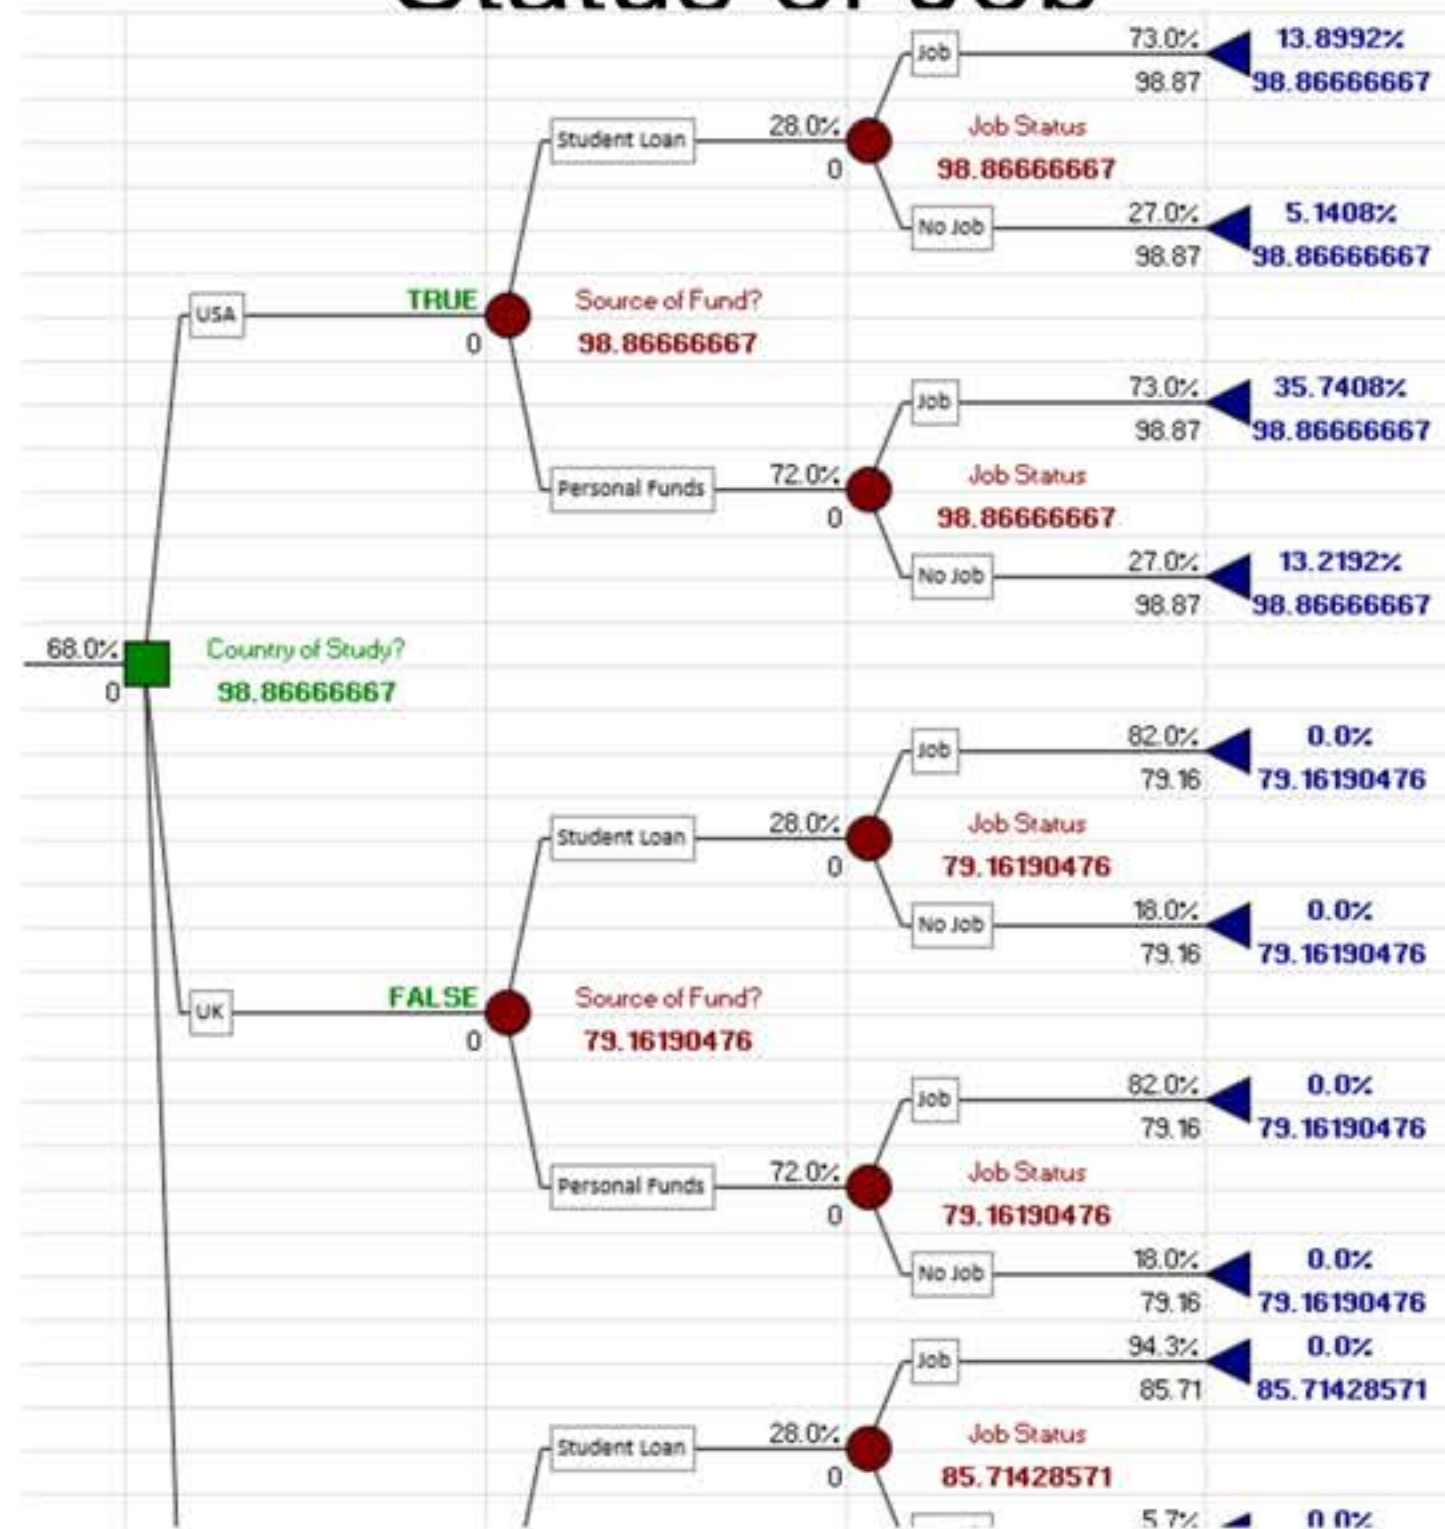 Status of Job
Job 73.0% 13.8992%
98.87 98.86666667
Student Loan 28.0% Job Status
0 98.86666667
No Job 27.0% 5.1408%
98.87 98.86666667
USA TRUE Source of Fund?
0 98.86666667
Job 73.0% 35.7408%
98.87 98.86666667
Personal Funds 72.0% Job Status
0 98.86666667
No Job 27.0% 13.2192%
98.87 98.86666667
68.0% Country of Study?
0 98.86666667
Job 82.0% 0.0%
79.16 79.16190476
Student Loan 28.0% Job Status
0 79.16190476
No Job 18.0% 0.0%
79.16 79.16190476
UK FALSE Source of Fund?
0 79.16190476
Job 82.0% 0.0%
79.16 79.16190476
Personal Funds 72.0% Job Status
0 79.16190476
No Job 18.0% 0.0%
79.16 79.16190476
Job 94.3% 0.0%
85.71 85.71428571
Student Loan 28.0% Job Status
0 85.71428571
5.7% 0.0%